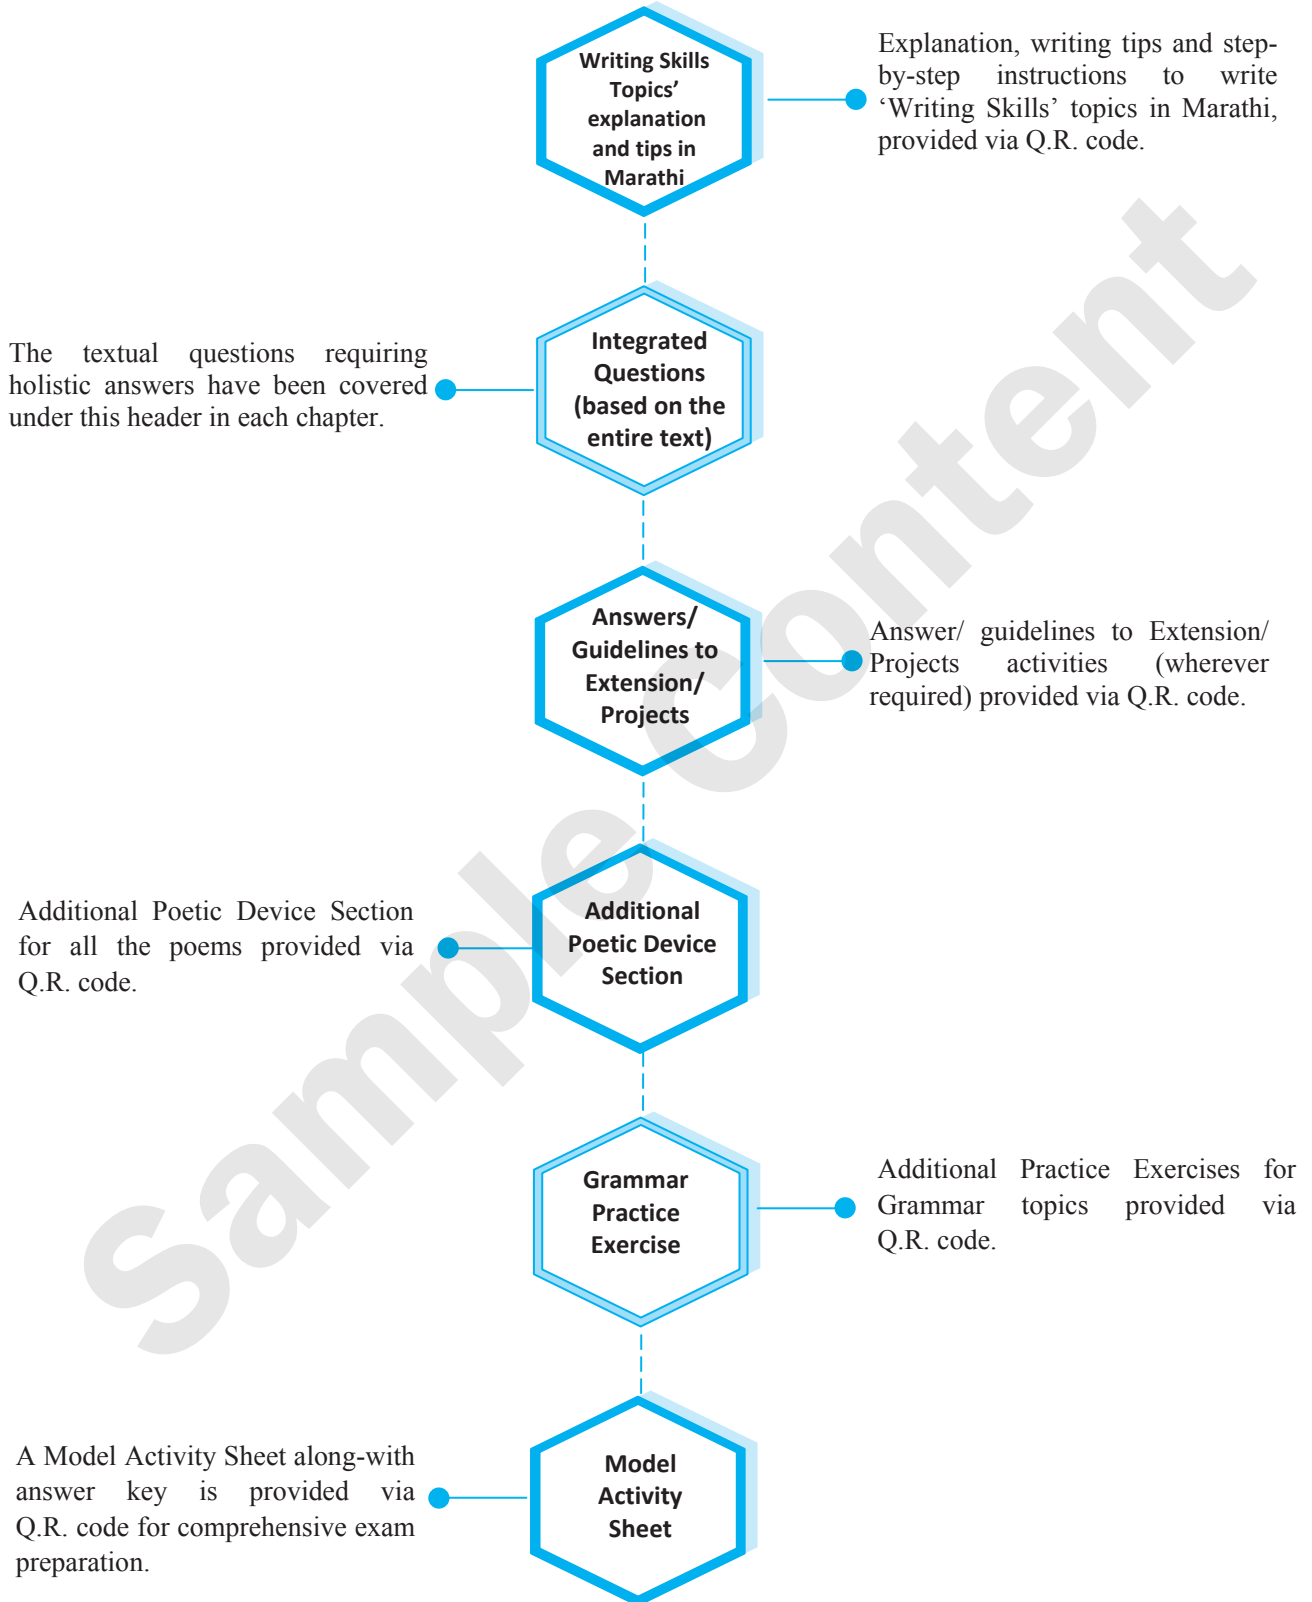 Writing Skills
Topics’
explanation
and tips in
Marathi
Explanation, writing tips and step-
by-step instructions to write
‘Writing Skills’ topics in Marathi,
provided via Q.R. code.
The textual questions requiring
holistic answers have been covered
under this header in each chapter.
Integrated
Questions
(based on the
entire text)
Answers/
Guidelines to
Extension/
Projects
Answer/ guidelines to Extension/
Projects activities (wherever
required) provided via Q.R. code.
Additional Poetic Device Section
for all the poems provided via
Q.R. code.
Additional
Poetic Device
Section
Grammar
Practice
Exercise
Additional Practice Exercises for
Grammar topics provided via
Q.R. code.
A Model Activity Sheet along-with
answer key is provided via
Q.R. code for comprehensive exam
preparation.
Model
Activity
Sheet
Sample Content